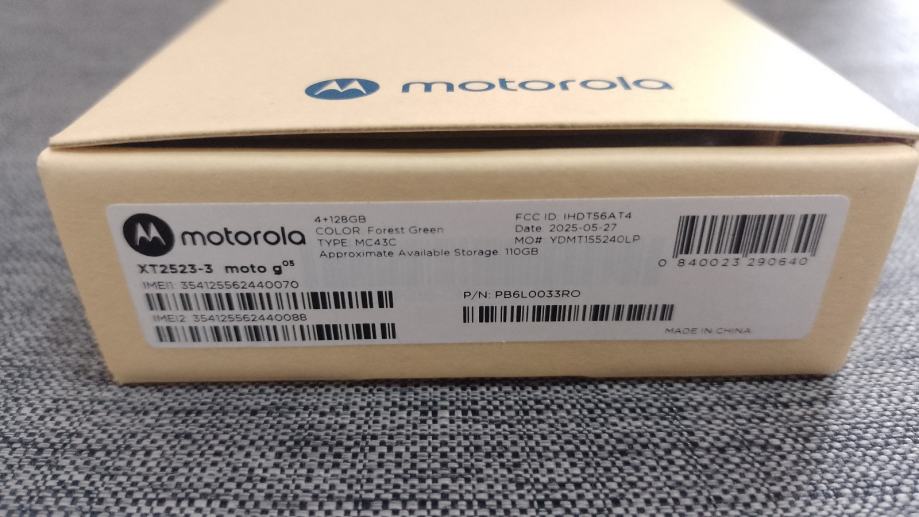 motorola
motorola
XT2523-3 moto g05
4+128GB
COLOR: Forest Green
TYPE: MC43C
Approximate Available Storage: 110GB
FCC ID: IHDT56AT4
Date: 2025-05-27
MO# YDMT155240LP
0 840023 290640
IMEI1: 354125562440070
IMEI2: 354125562440088
P/N: PB6L0033RO
MADE IN CHINA